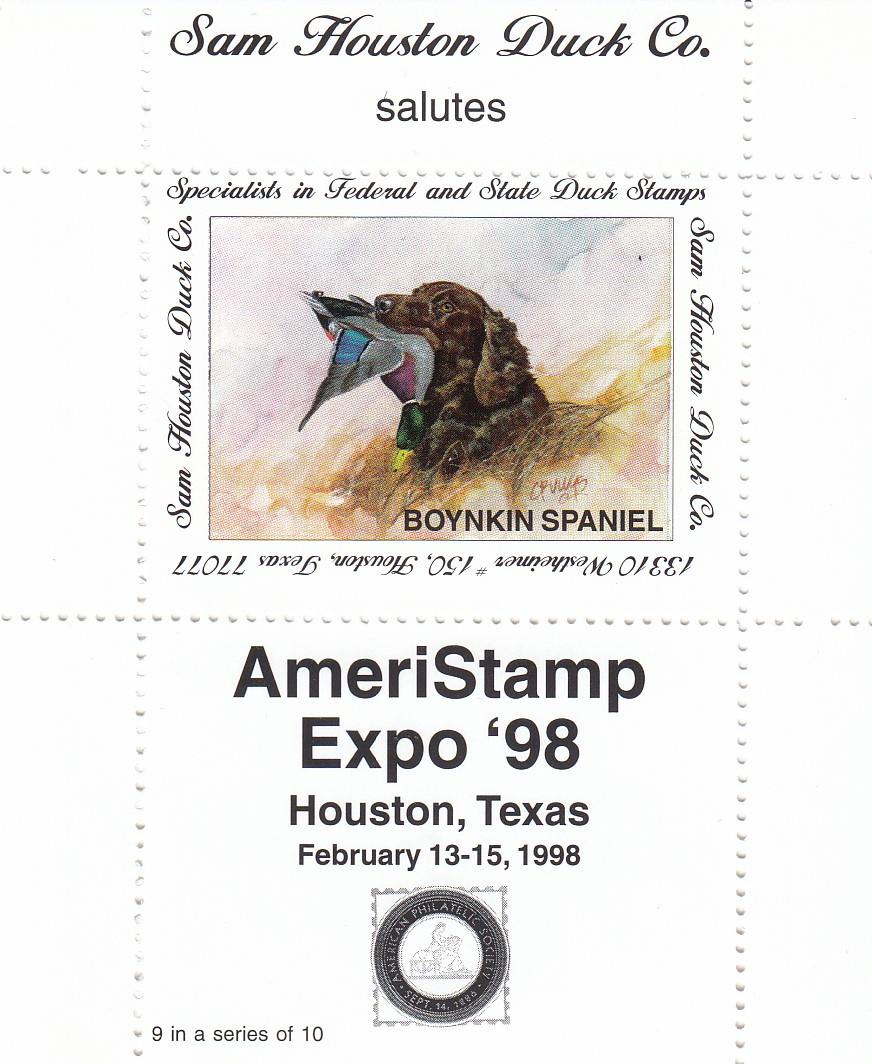 Sam Houston Duck Co.
salutes
Specialists in Federal and State Duck Stamps
Sam Houston Duck Co.
Sam Houston Duck Co.
BOYNKIN SPANIEL
13310 Westheimer #150, Houston, Texas 77077
AmeriStamp
Expo ‘98
Houston, Texas
February 13-15, 1998
AMERICAN PHILATELIC SOCIETY
SEPT. 14, 1886
9 in a series of 10